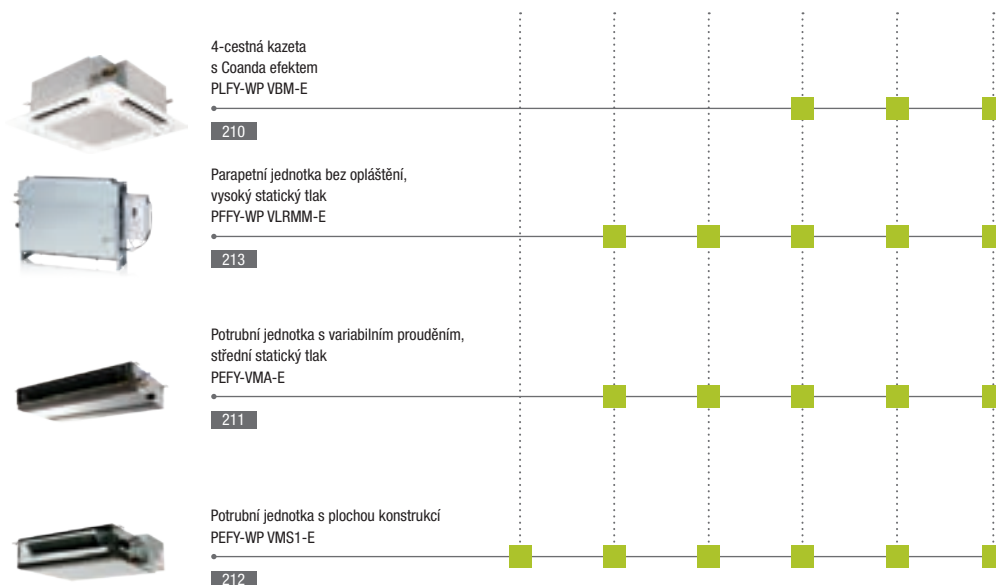 4-cestná kazeta
s Coanda efektem
PLFY-WP VBM-E
210
Parapetní jednotka bez opláštění,
vysoký statický tlak
PFFY-WP VLRMM-E
213
Potrubní jednotka s variabilním prouděním,
střední statický tlak
PEFY-VMA-E
211
Potrubní jednotka s plochou konstrukcí
PEFY-WP VMS1-E
212